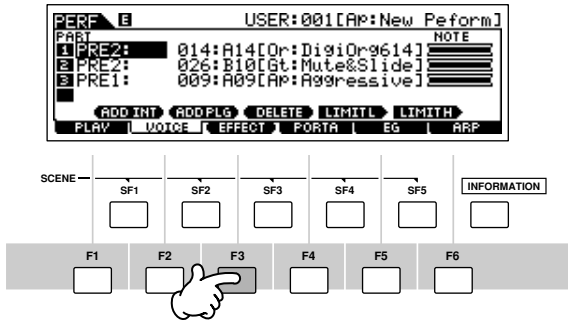 PERF E USER:001[AP:New Peform]
PART NOTE
1 PRE2: 014:A14[Or:DigiOrg614]
2 PRE2: 026:B10[Gt:Mute&Slide]
3 PRE1: 009:A09[AP:Aggressive]
ADD INT ADD PLG DELETE LIMITL LIMITH
PLAY VOICE EFFECT PORTA EG ARP
SCENE SF1 SF2 SF3 SF4 SF5 INFORMATION
F1 F2 F3 F4 F5 F6